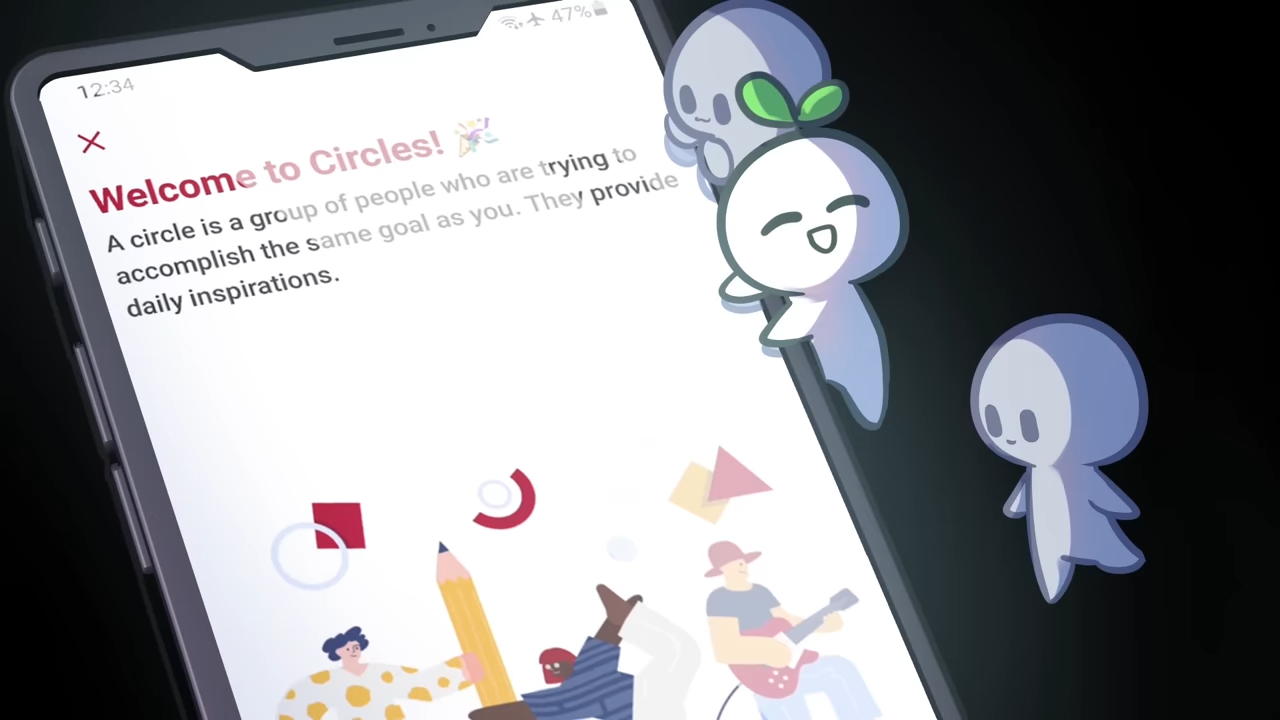 12:34
47%
Welcome to Circles! 🎉
A circle is a group of people who are trying to
accomplish the same goal as you. They provide
daily inspirations.